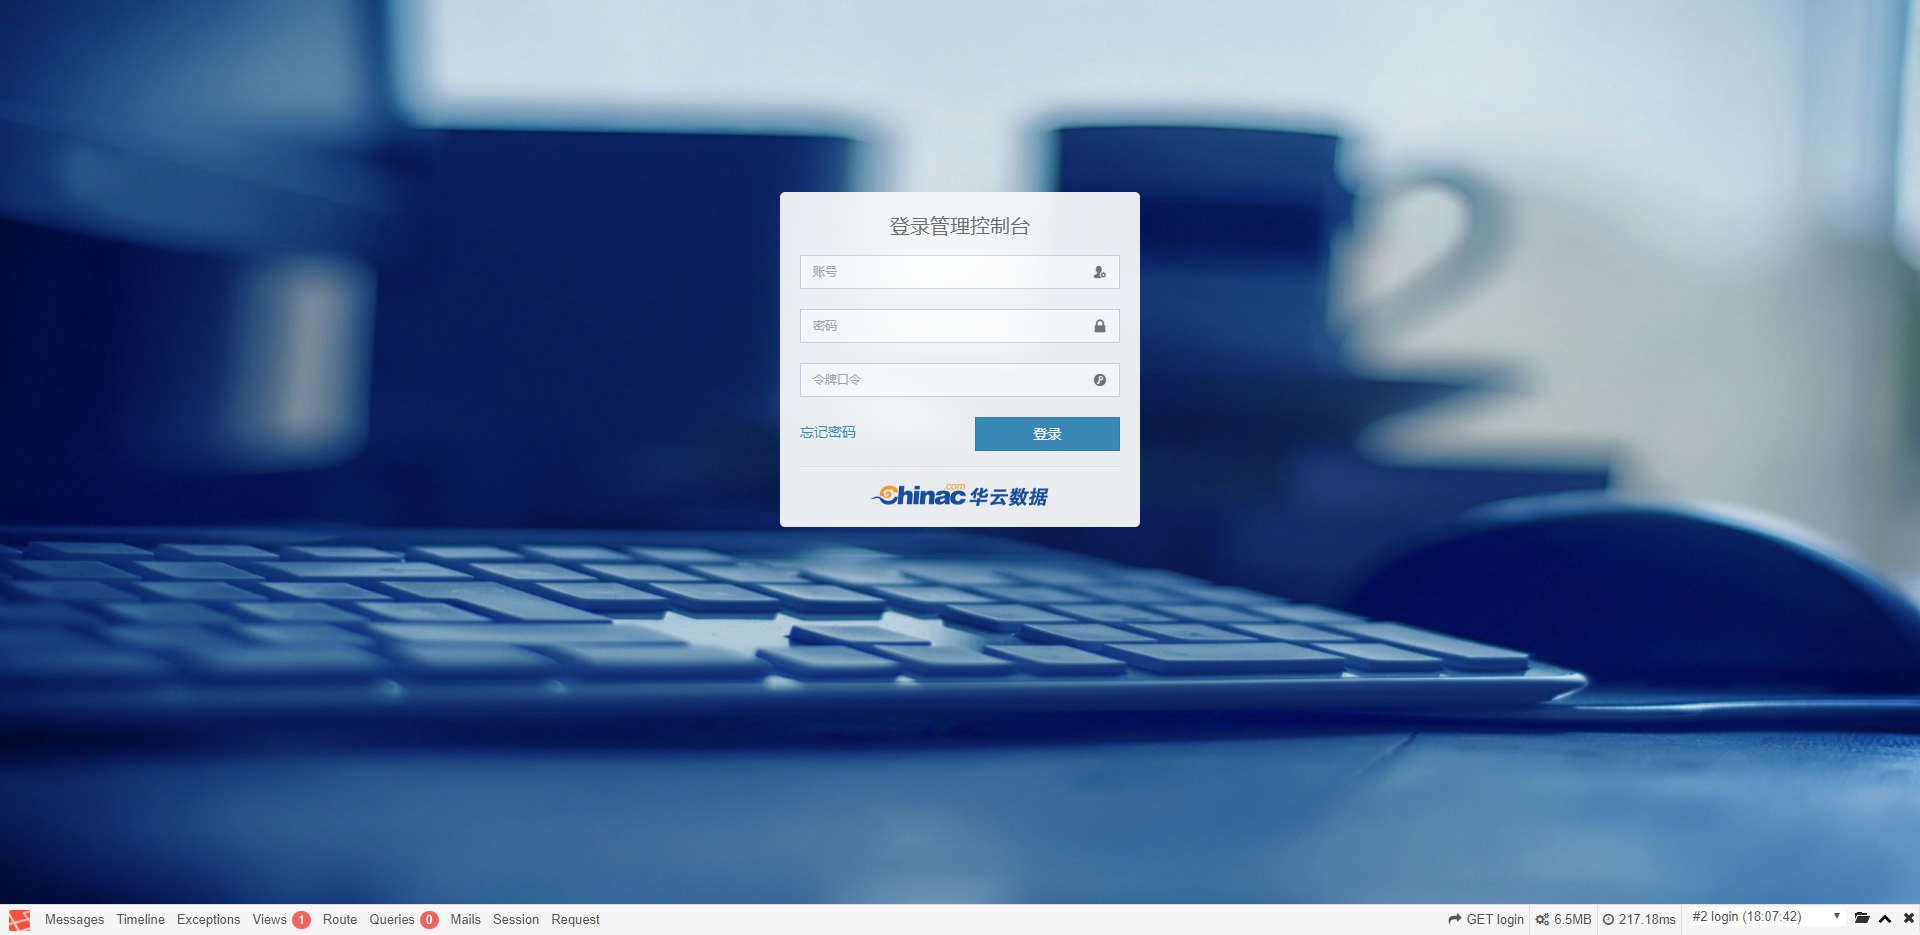 登录管理控制台
账号
密码
令牌口令
忘记密码
登录
Chinac.com 华云数据
Messages Timeline Exceptions Views 1 Route Queries 0 Mails Session Request GET login 6.5MB 217.18ms #2 login (18:07:42)